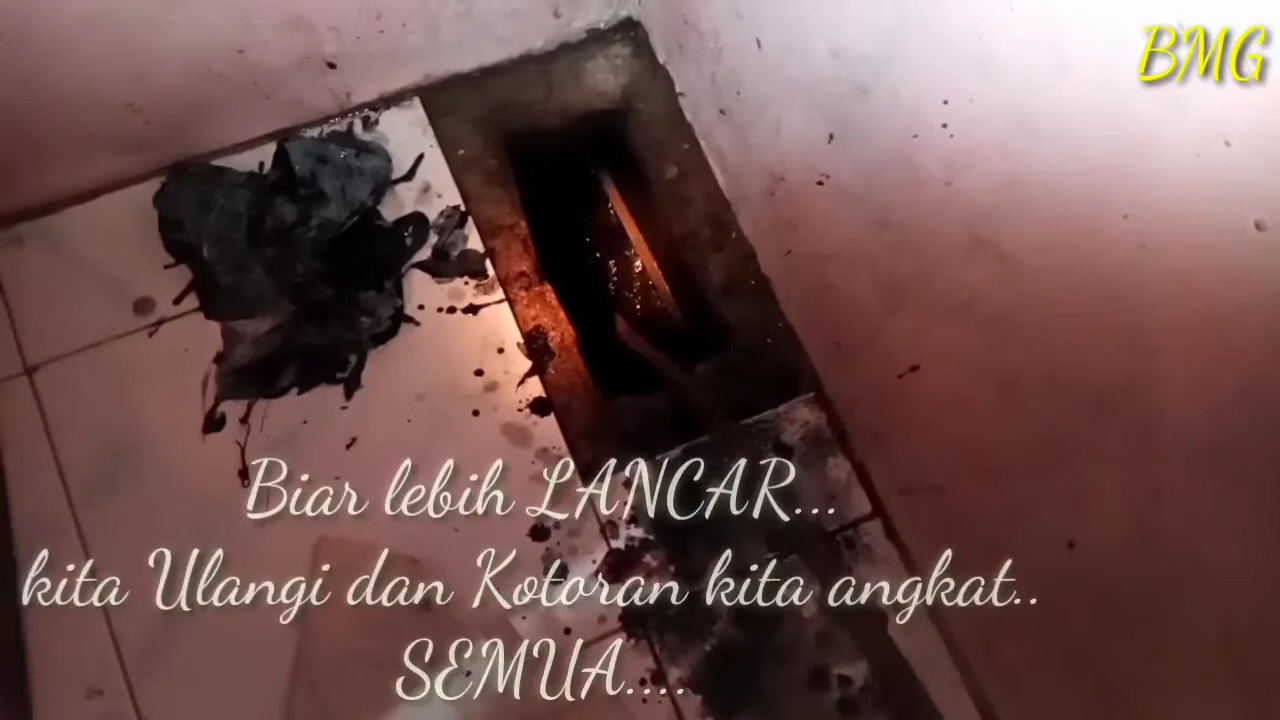 BMG
Biar lebih LANCAR...
kita Ulangi dan Kotoran kita angkat..
SEMUA....